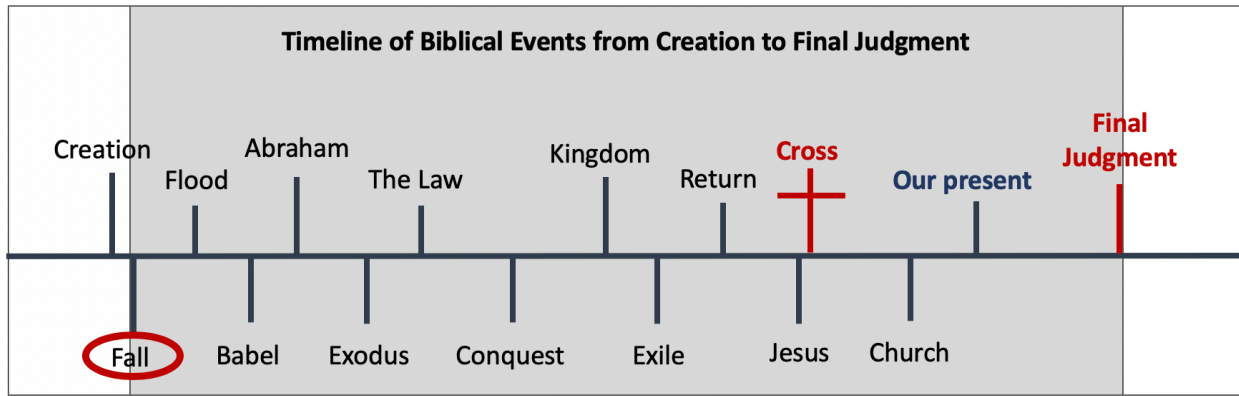 Timeline of Biblical Events from Creation to Final Judgment
Creation
Flood
Abraham
The Law
Kingdom
Return
Cross
Our present
Final
Judgment
Fall
Babel
Exodus
Conquest
Exile
Jesus
Church